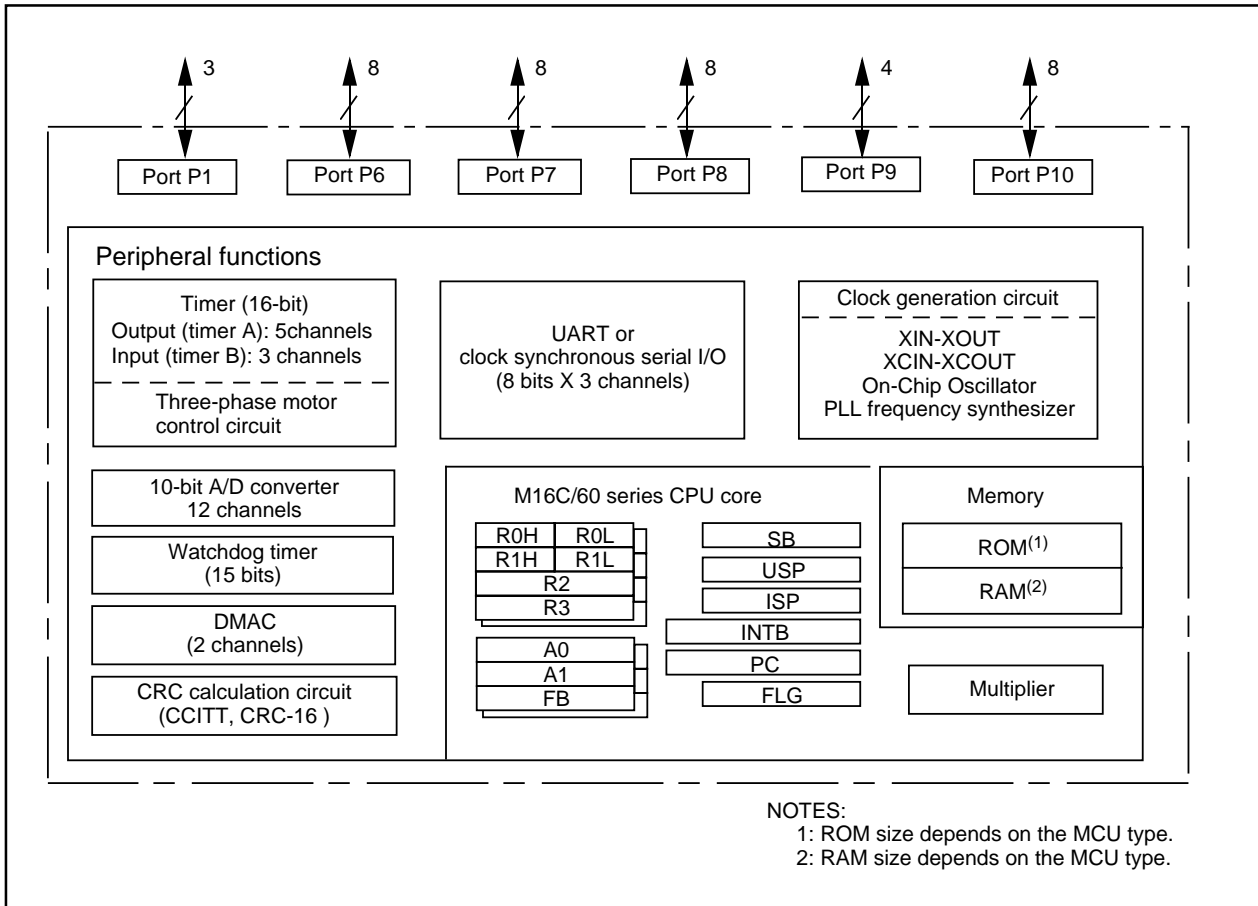 3
8
8
8
4
8
Port P1
Port P6
Port P7
Port P8
Port P9
Port P10
Peripheral functions
Timer (16-bit)
Output (timer A): 5channels
Input (timer B): 3 channels
Three-phase motor
control circuit
UART or
clock synchronous serial I/O
(8 bits X 3 channels)
Clock generation circuit
XIN-XOUT
XCIN-XCOUT
On-Chip Oscillator
PLL frequency synthesizer
10-bit A/D converter
12 channels
Watchdog timer
(15 bits)
DMAC
(2 channels)
CRC calculation circuit
(CCITT, CRC-16 )
M16C/60 series CPU core
R0H
R0L
R1H
R1L
R2
R3
A0
A1
FB
SB
USP
ISP
INTB
PC
FLG
Memory
ROM(1)
RAM(2)
Multiplier
NOTES:
1: ROM size depends on the MCU type.
2: RAM size depends on the MCU type.